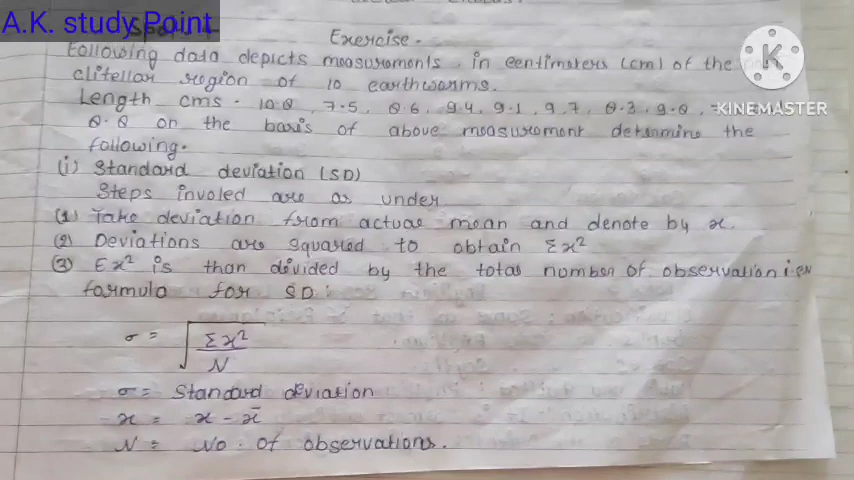 A.K. study Point
Exercise.
Following data depicts measurements in centimeters (cm) of the
clitellar region of 10 earthworms.
KINEMASTER
Length cms. 10.8, 7.5, 8.6, 9.4, 9.1, 9.7, 8.3, 9.8,
8.8 on the basis of above measurement determine the
following.
(i) Standard deviation (SD)
Steps involed are as under
(1) Take deviation from actual mean and denote by x.
(2) Deviations are squared to obtain Σx²
(3) Σx² is than divided by the total number of observation i.e N
formula for SD.
σ = √Σx²/N
σ = Standard deviation
x = x - x̄
N = No. of observations.